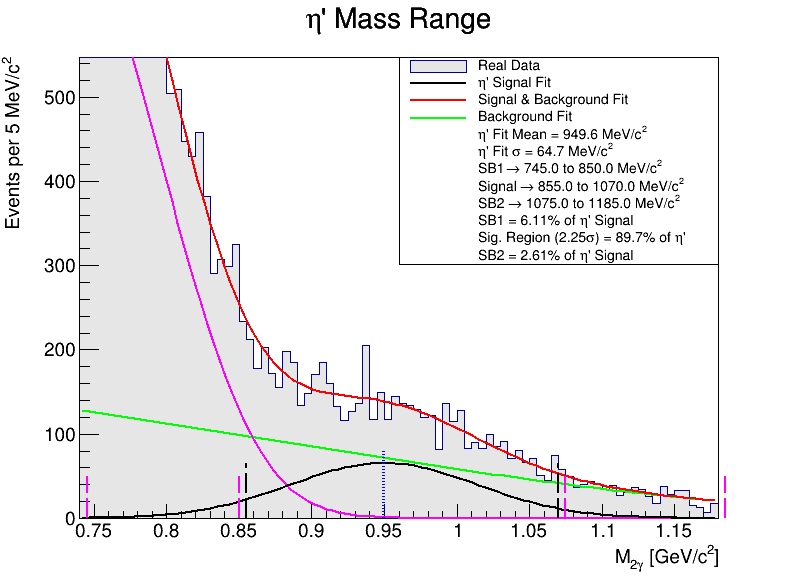 η' Mass Range
Events per 5 MeV/c²
500
400
300
200
100
0
Real Data
η' Signal Fit
Signal & Background Fit
Background Fit
η' Fit Mean = 949.6 MeV/c²
η' Fit σ = 64.7 MeV/c²
SB1 → 745.0 to 850.0 MeV/c²
Signal → 855.0 to 1070.0 MeV/c²
SB2 → 1075.0 to 1185.0 MeV/c²
SB1 = 6.11% of η' Signal
Sig. Region (2.25σ) = 89.7% of η'
SB2 = 2.61% of η' Signal
0.75 0.8 0.85 0.9 0.95 1 1.05 1.1 1.15
M₂γ [GeV/c²]